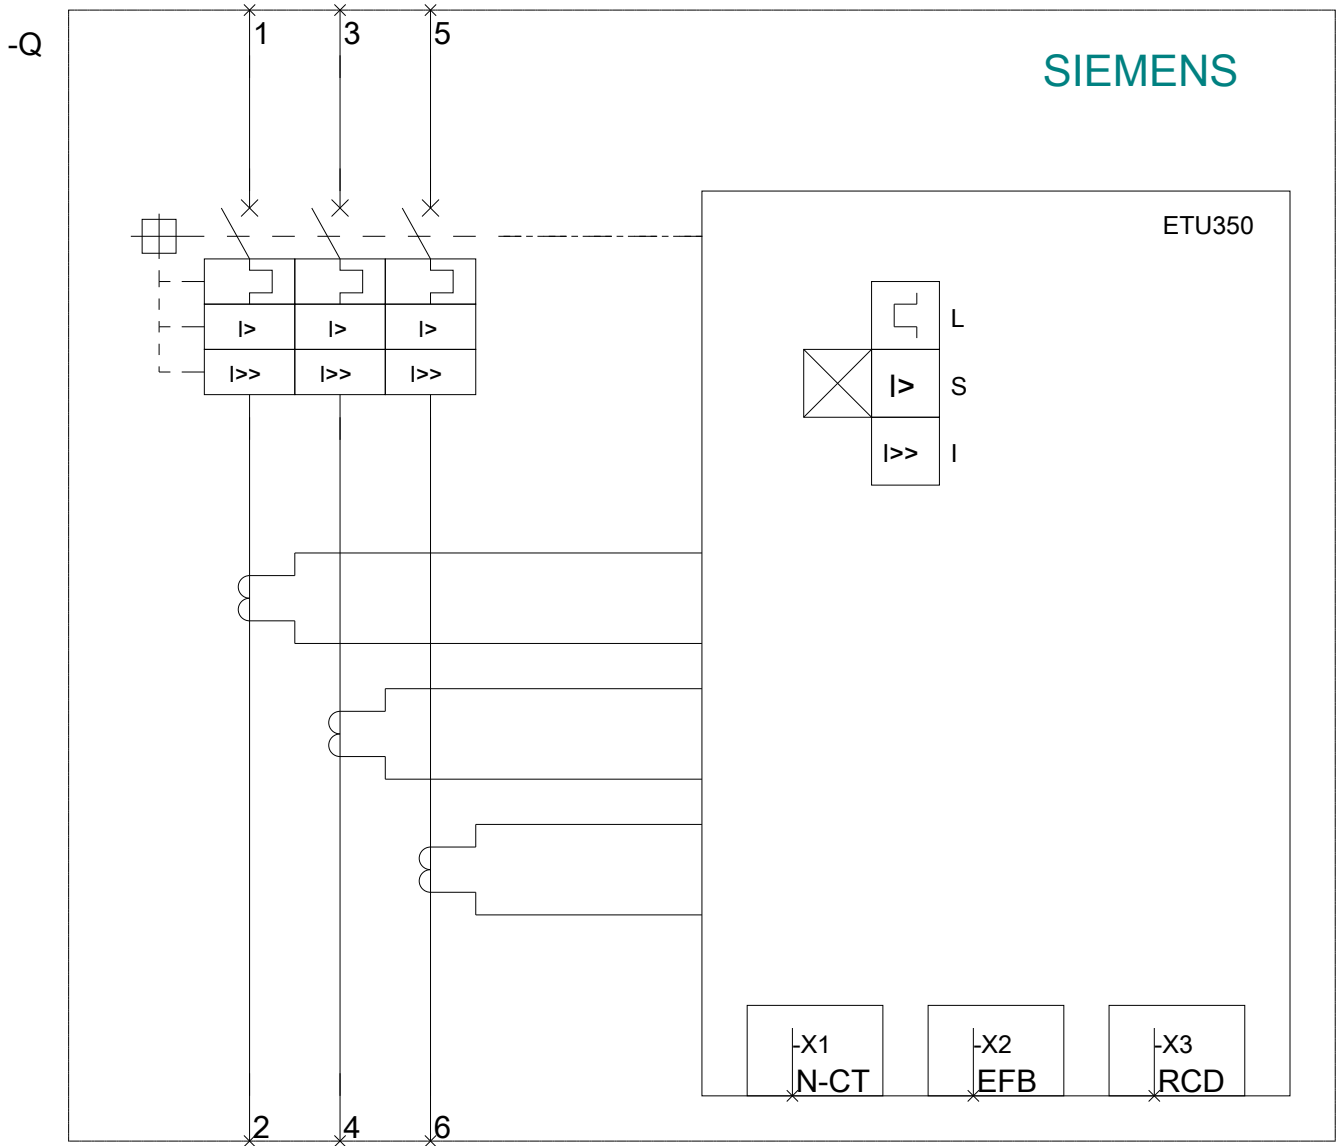 1 3 5
-Q
SIEMENS
ETU350
L
I> I> I>
I>> I>> I>>
I> S
I>> I
-X1 -X2 -X3
N-CT EFB RCD
2 4 6